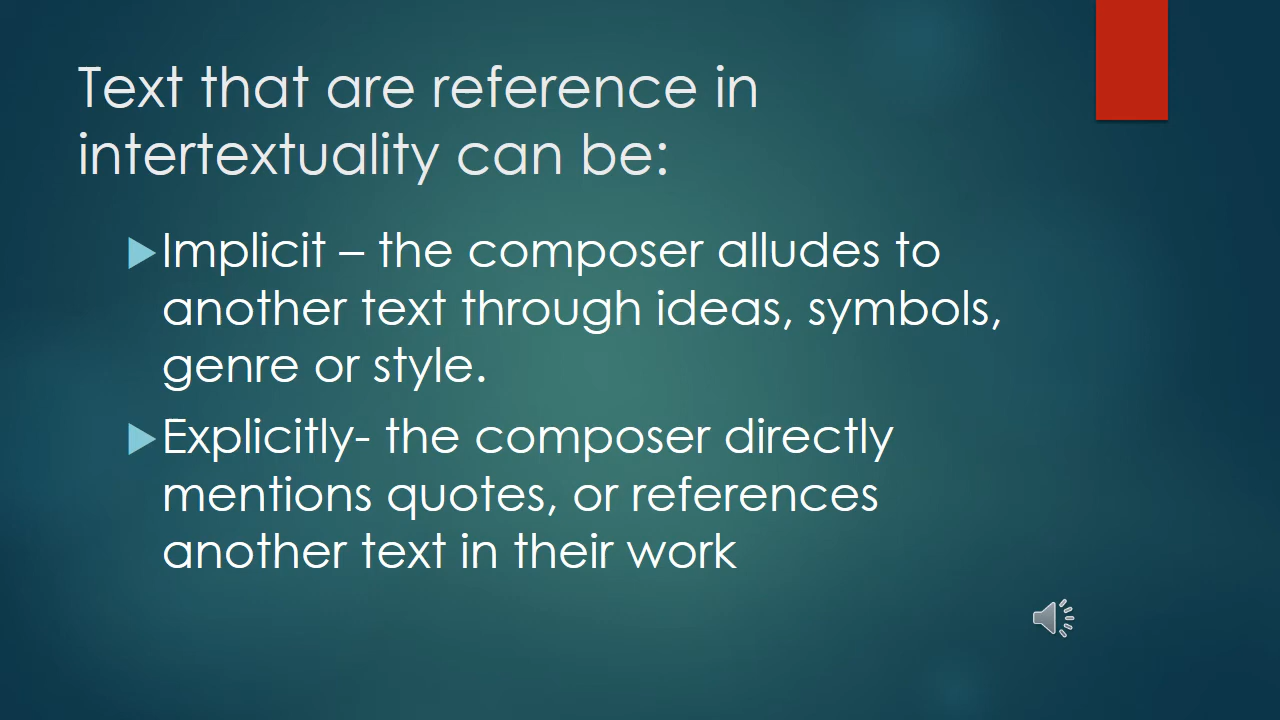 Text that are reference in
intertextuality can be:
Implicit – the composer alludes to
another text through ideas, symbols,
genre or style.
Explicitly- the composer directly
mentions quotes, or references
another text in their work